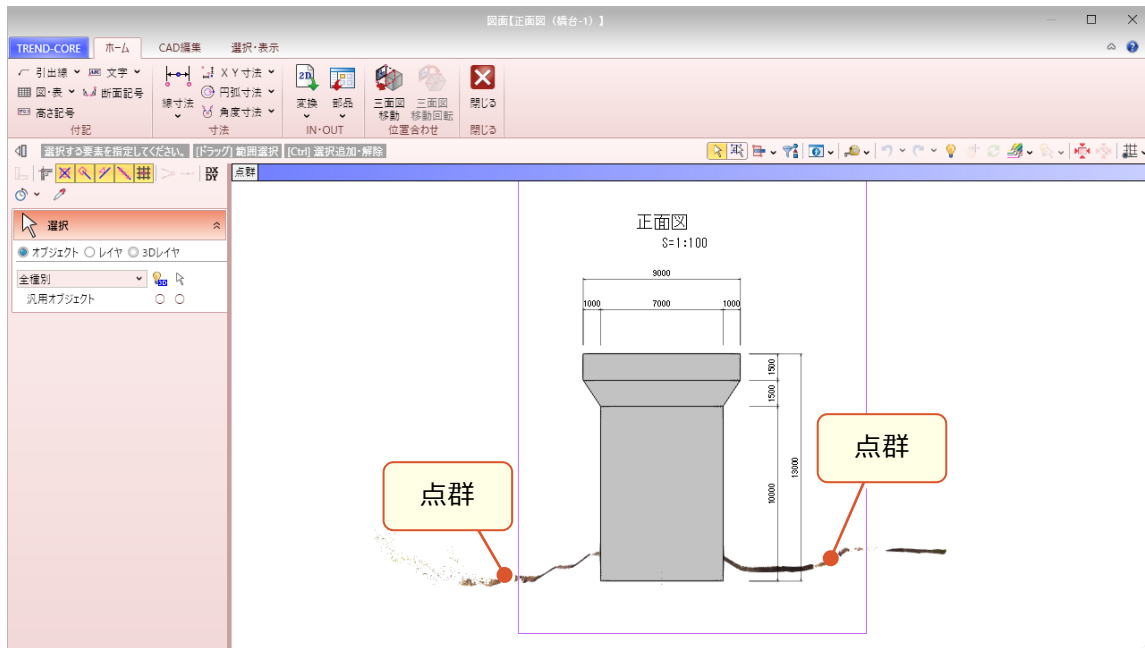 図面【正面図（橋台-1）】
TREND-CORE ホーム CAD編集 選択・表示
引出線 文字 XY寸法
図・表 断面記号 線寸法 円弧寸法 変換 部品 三面図移動 三面図移動回転 閉じる
高さ記号 角度寸法
付記 寸法 IN・OUT 位置合わせ 閉じる
選択する要素を指定してください。 [ドラッグ] 範囲選択 [Ctrl] 選択追加・解除
点群
選択
オブジェクト レイヤ 3Dレイヤ
全種別
汎用オブジェクト
正面図
S=1:100
9000
1000 7000 1000
1500
1500
10000
13000
点群
点群